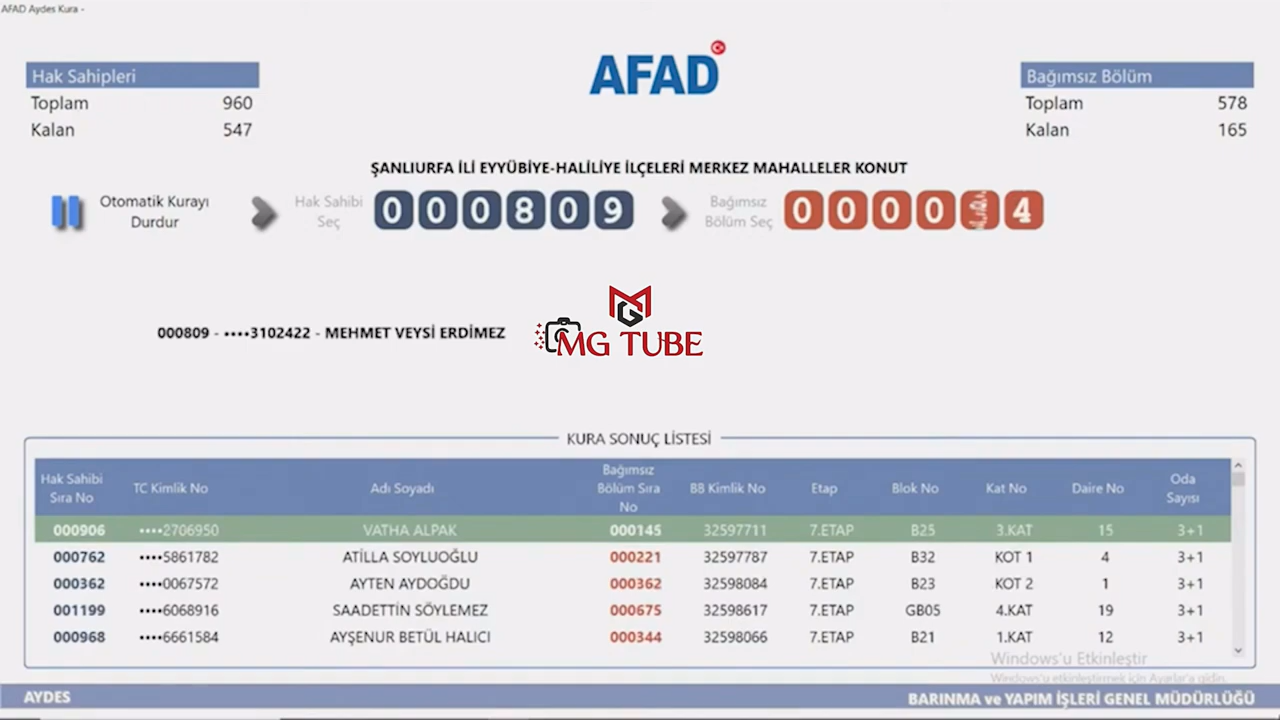 AFAD Aydes Kura -
AFAD
Hak Sahipleri
Toplam 960
Kalan 547
Bağımsız Bölüm
Toplam 578
Kalan 165
ŞANLIURFA İLİ EYYÜBİYE-HALİLİYE İLÇELERİ MERKEZ MAHALLELER KONUT
Otomatik Kurayı
Durdur
Hak Sahibi
Seç
000809
Bağımsız
Bölüm Seç
0000 4
000809 - ••••3102422 - MEHMET VEYSİ ERDİMEZ
MG TUBE
KURA SONUÇ LİSTESİ
Hak Sahibi Sıra No TC Kimlik No Adı Soyadı Bağımsız Bölüm Sıra No BB Kimlik No Etap Blok No Kat No Daire No Oda Sayısı
000906 ••••2706950 VATHA ALPAK 000145 32597711 7.ETAP B25 3.KAT 15 3+1
000762 ••••5861782 ATİLLA SOYLUOĞLU 000221 32597787 7.ETAP B32 KOT 1 4 3+1
000362 ••••0067572 AYTEN AYDOĞDU 000362 32598084 7.ETAP B23 KOT 2 1 3+1
001199 ••••6068916 SAADETTİN SÖYLEMEZ 000675 32598617 7.ETAP GB05 4.KAT 19 3+1
000968 ••••6661584 AYŞENUR BETÜL HALICI 000344 32598066 7.ETAP B21 1.KAT 12 3+1
Windows'u Etkinleştir
Windows'u etkinleştirmek için Ayarlar'a gidin.
AYDES
BARINMA ve YAPIM İŞLERİ GENEL MÜDÜRLÜĞÜ